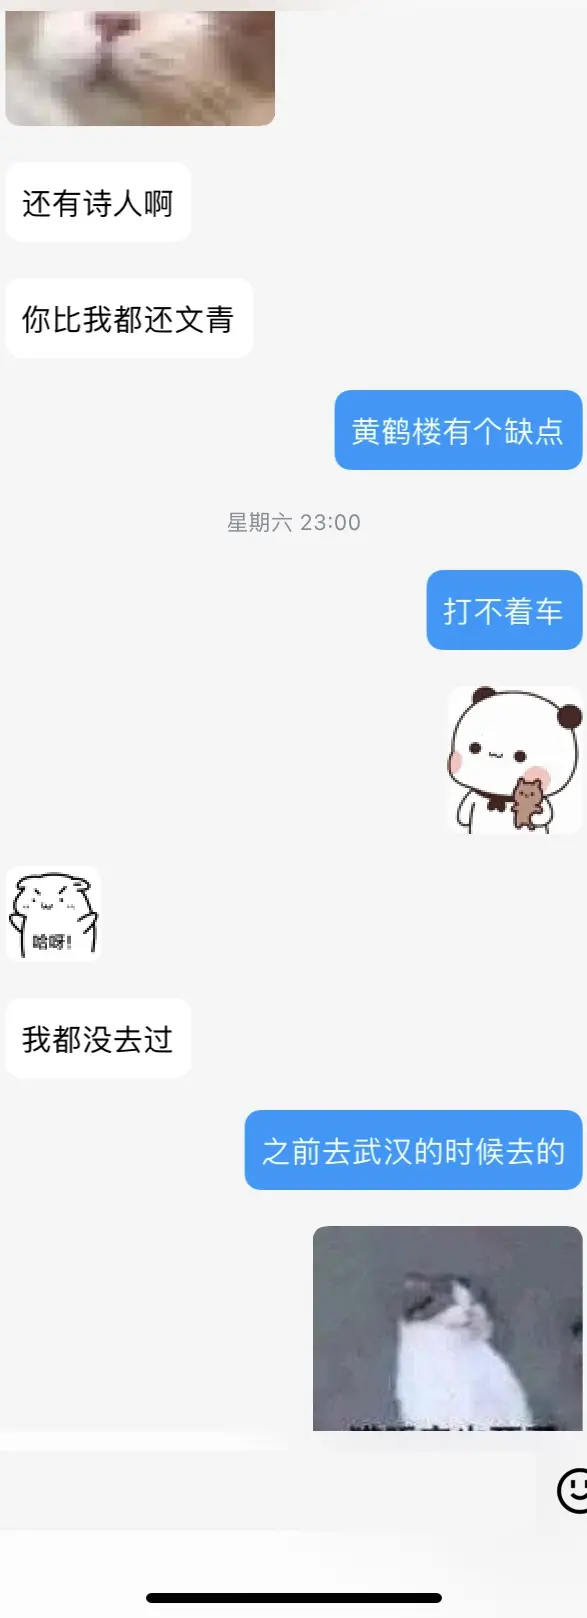 还有诗人啊
你比我都还文青
黄鹤楼有个缺点
星期六 23:00
打不着车
哈呀!
我都没去过
之前去武汉的时候去的